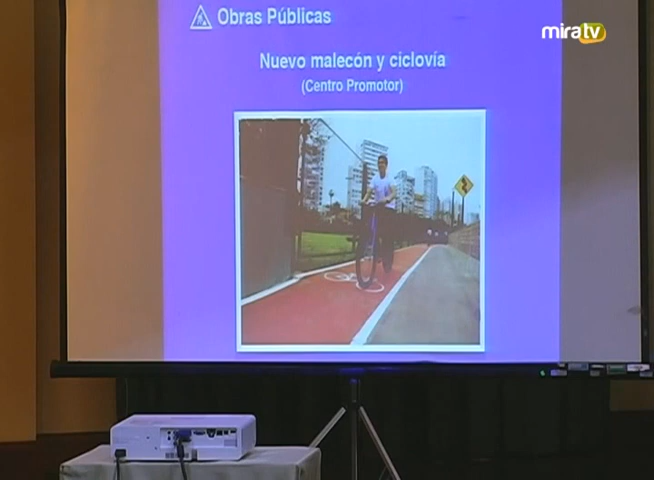 Obras Públicas
miratv
Nuevo malecón y ciclovía
(Centro Promotor)